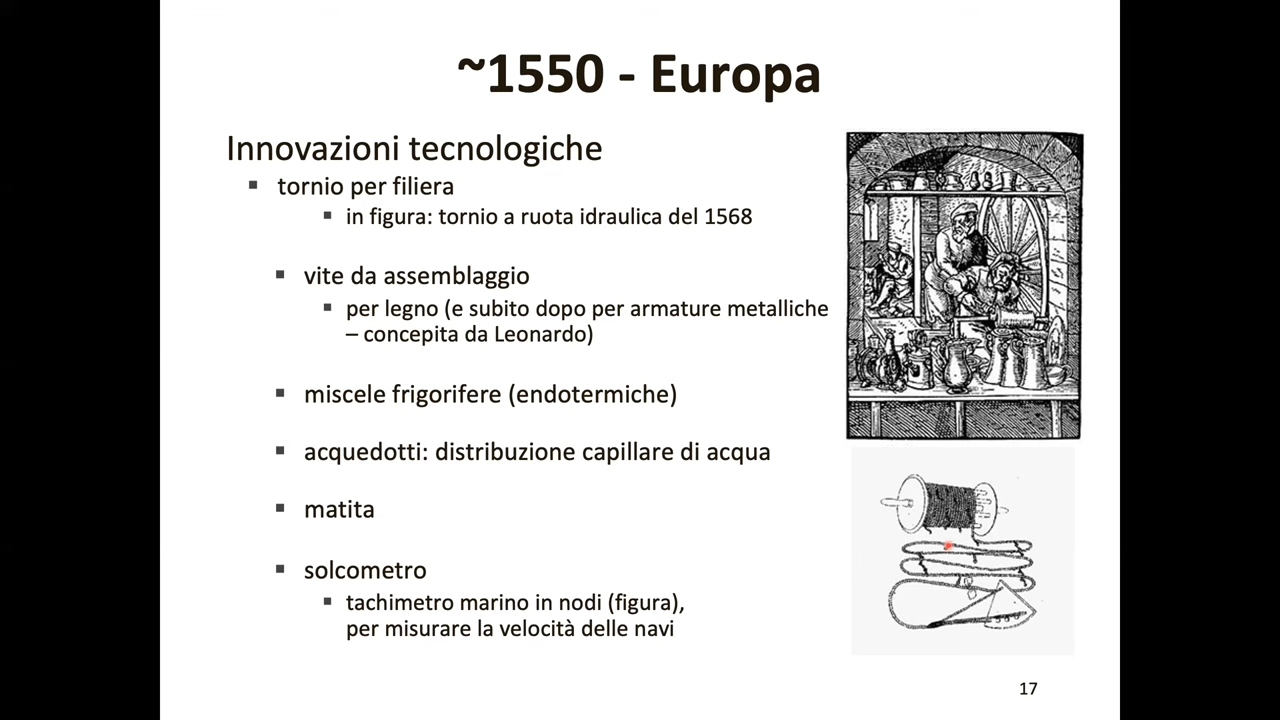 ~1550 - Europa
Innovazioni tecnologiche
▪ tornio per filiera
▪ in figura: tornio a ruota idraulica del 1568
▪ vite da assemblaggio
▪ per legno (e subito dopo per armature metalliche
– concepita da Leonardo)
▪ miscele frigorifere (endotermiche)
▪ acquedotti: distribuzione capillare di acqua
▪ matita
▪ solcometro
▪ tachimetro marino in nodi (figura),
per misurare la velocità delle navi
17